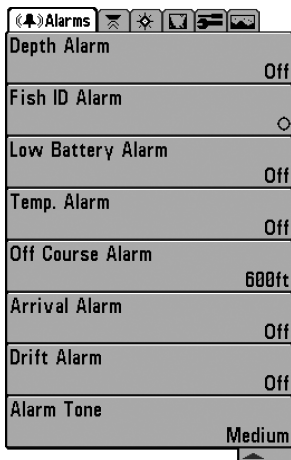 Alarms
Depth Alarm
Off
Fish ID Alarm
Low Battery Alarm
Off
Temp. Alarm
Off
Off Course Alarm
600ft
Arrival Alarm
Off
Drift Alarm
Off
Alarm Tone
Medium